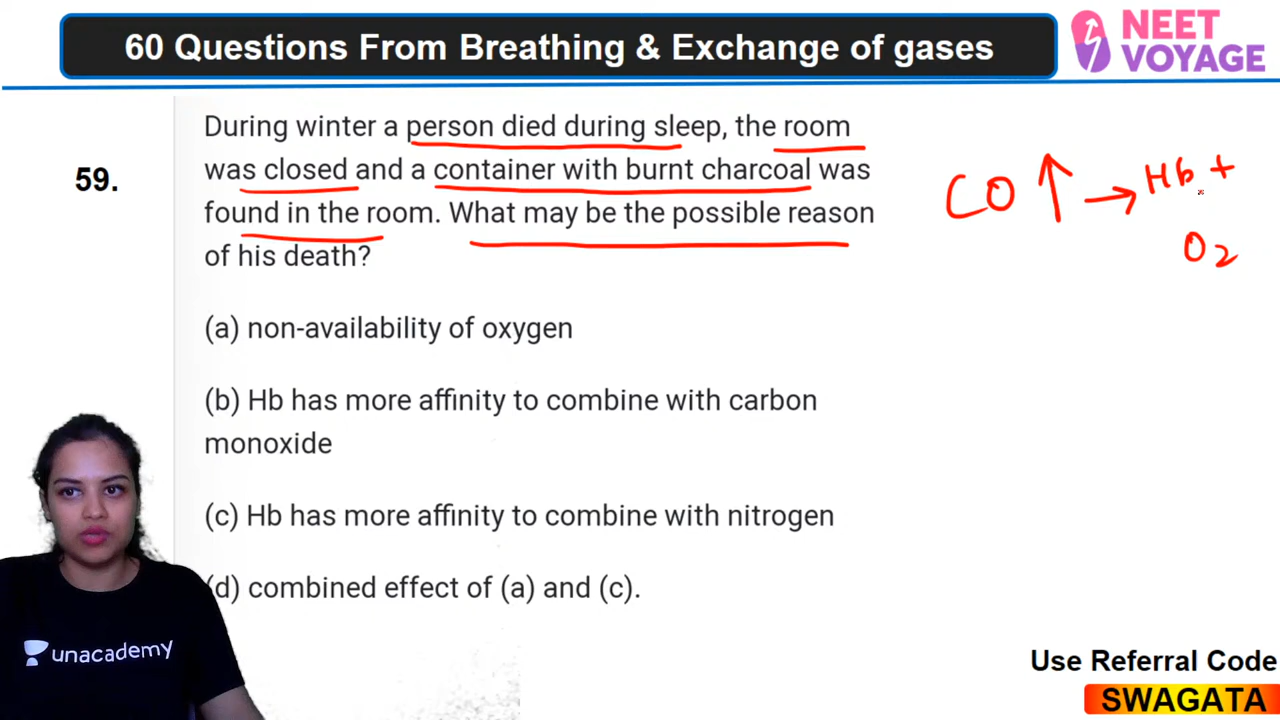 60 Questions From Breathing & Exchange of gases
NEET
VOYAGE
59.
During winter a person died during sleep, the room
was closed and a container with burnt charcoal was
found in the room. What may be the possible reason
of his death?
CO ↑ → Hb +
O2
(a) non-availability of oxygen
(b) Hb has more affinity to combine with carbon
monoxide
(c) Hb has more affinity to combine with nitrogen
(d) combined effect of (a) and (c).
unacademy
Use Referral Code
SWAGATA